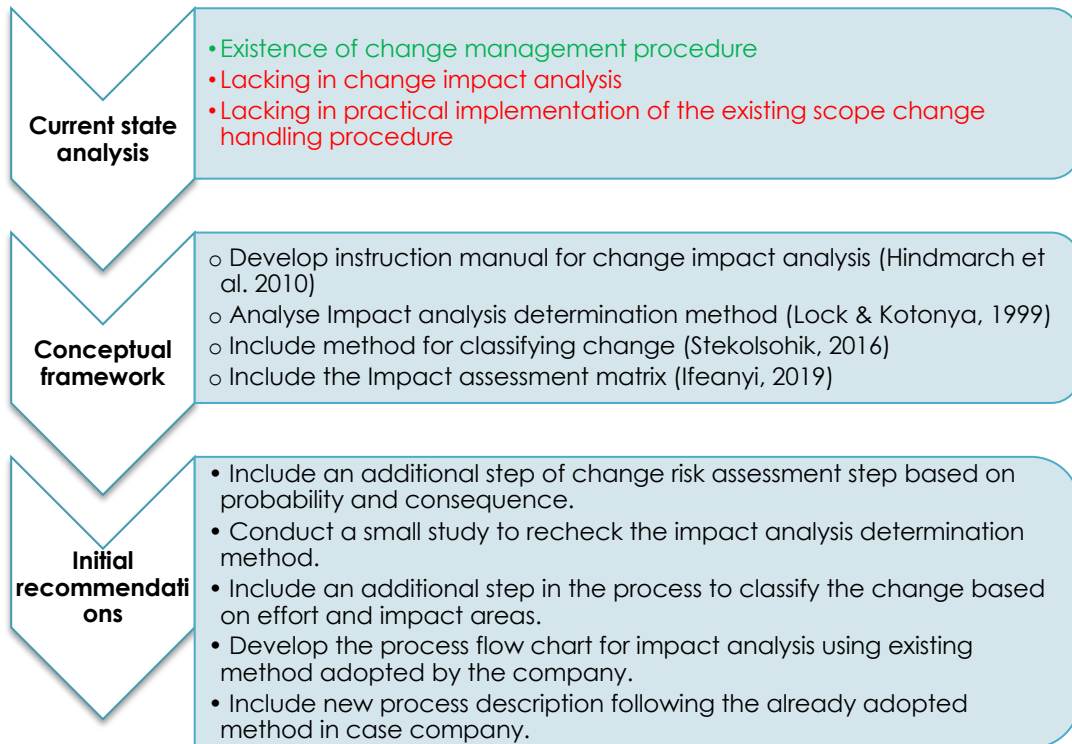 Current state
analysis
•Existence of change management procedure
•Lacking in change impact analysis
•Lacking in practical implementation of the existing scope change
handling procedure
Conceptual
framework
o Develop instruction manual for change impact analysis (Hindmarch et
al. 2010)
o Analyse Impact analysis determination method (Lock & Kotonya, 1999)
o Include method for classifying change (Stekolsohik, 2016)
o Include the Impact assessment matrix (Ifeanyi, 2019)
Initial
recommendati
ons
• Include an additional step of change risk assessment step based on
probability and consequence.
• Conduct a small study to recheck the impact analysis determination
method.
• Include an additional step in the process to classify the change based
on effort and impact areas.
• Develop the process flow chart for impact analysis using existing
method adopted by the company.
• Include new process description following the already adopted
method in case company.